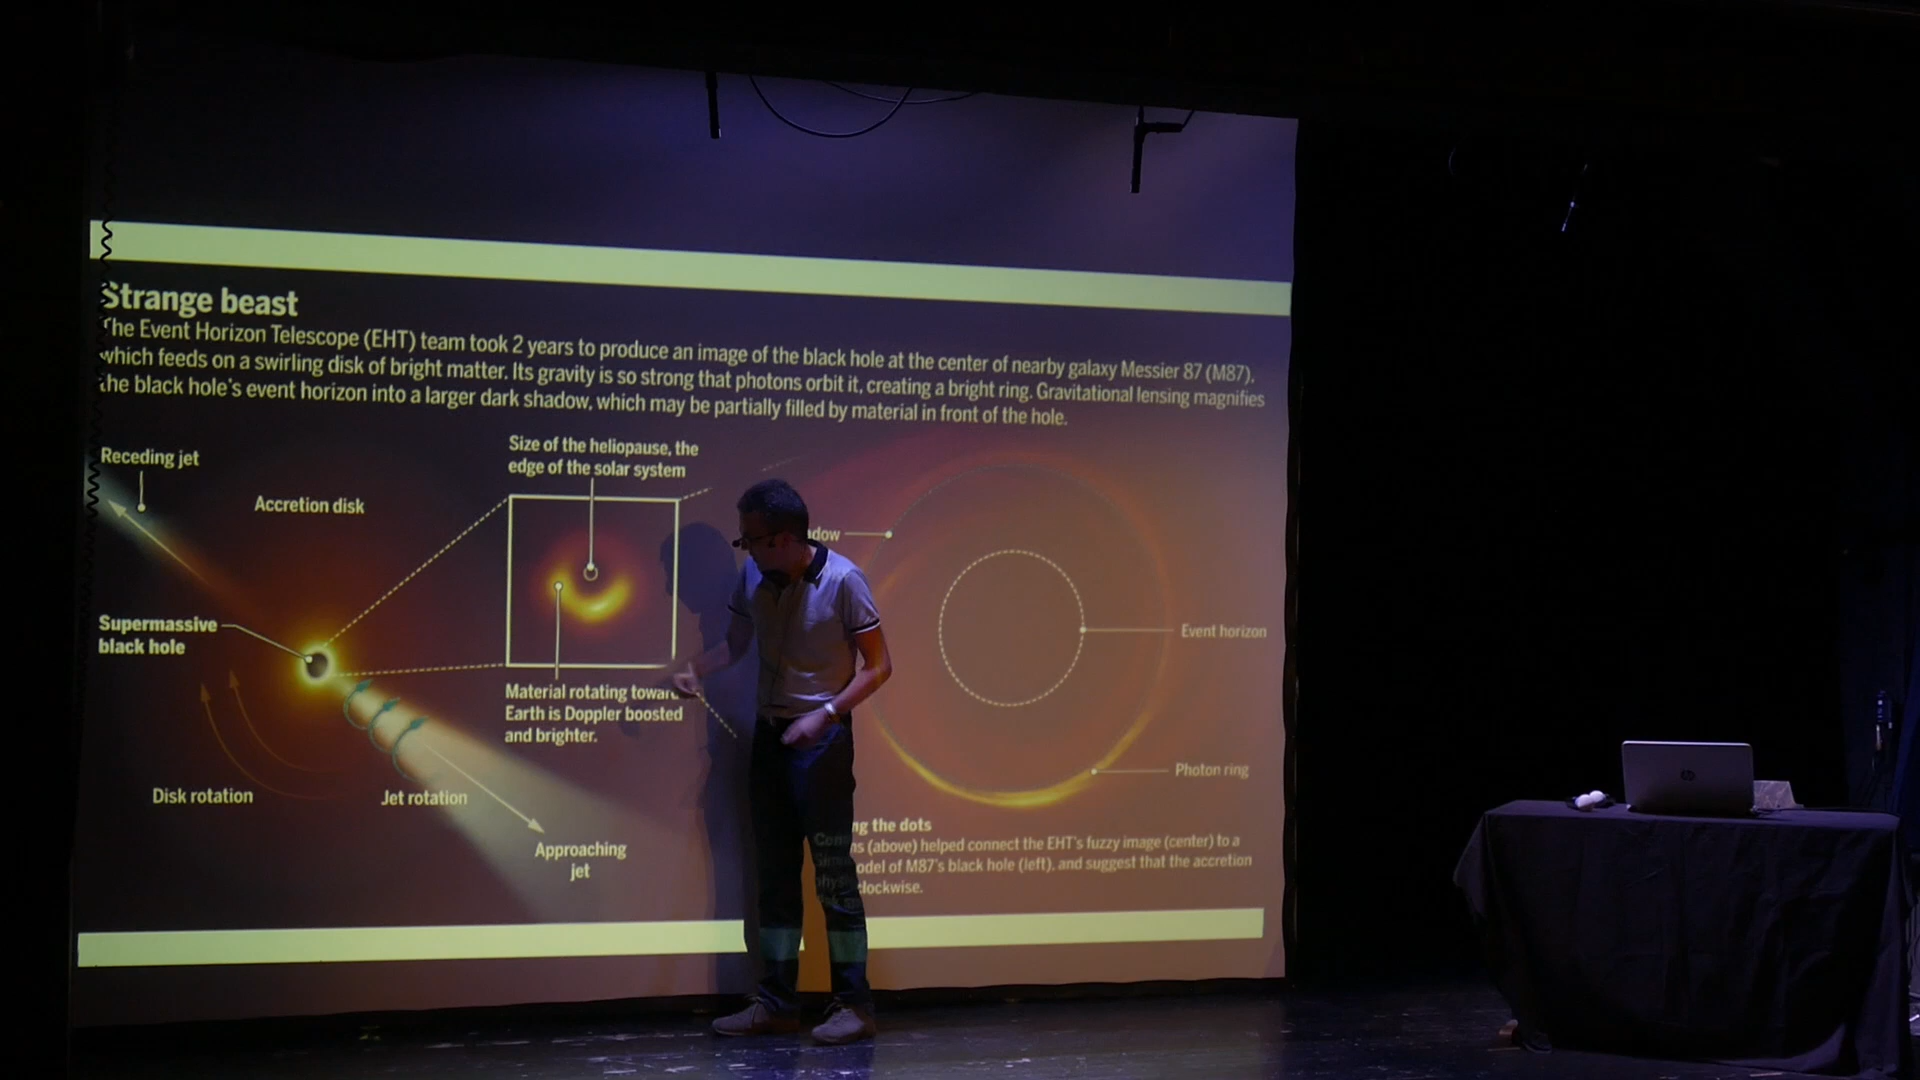 Strange beast
The Event Horizon Telescope (EHT) team took 2 years to produce an image of the black hole at the center of nearby galaxy Messier 87 (M87),
which feeds on a swirling disk of bright matter. Its gravity is so strong that photons orbit it, creating a bright ring. Gravitational lensing magnifies
the black hole's event horizon into a larger dark shadow, which may be partially filled by material in front of the hole.
Receding jet
Accretion disk
Supermassive
black hole
Disk rotation
Jet rotation
Approaching
jet
Size of the heliopause, the
edge of the solar system
Material rotating towar
Earth is Doppler boosted
and brighter.
dow
Event horizon
Photon ring
ng the dots
ns (above) helped connect the EHT's fuzzy image (center) to a
odel of M87's black hole (left), and suggest that the accretion
clockwise.
hp